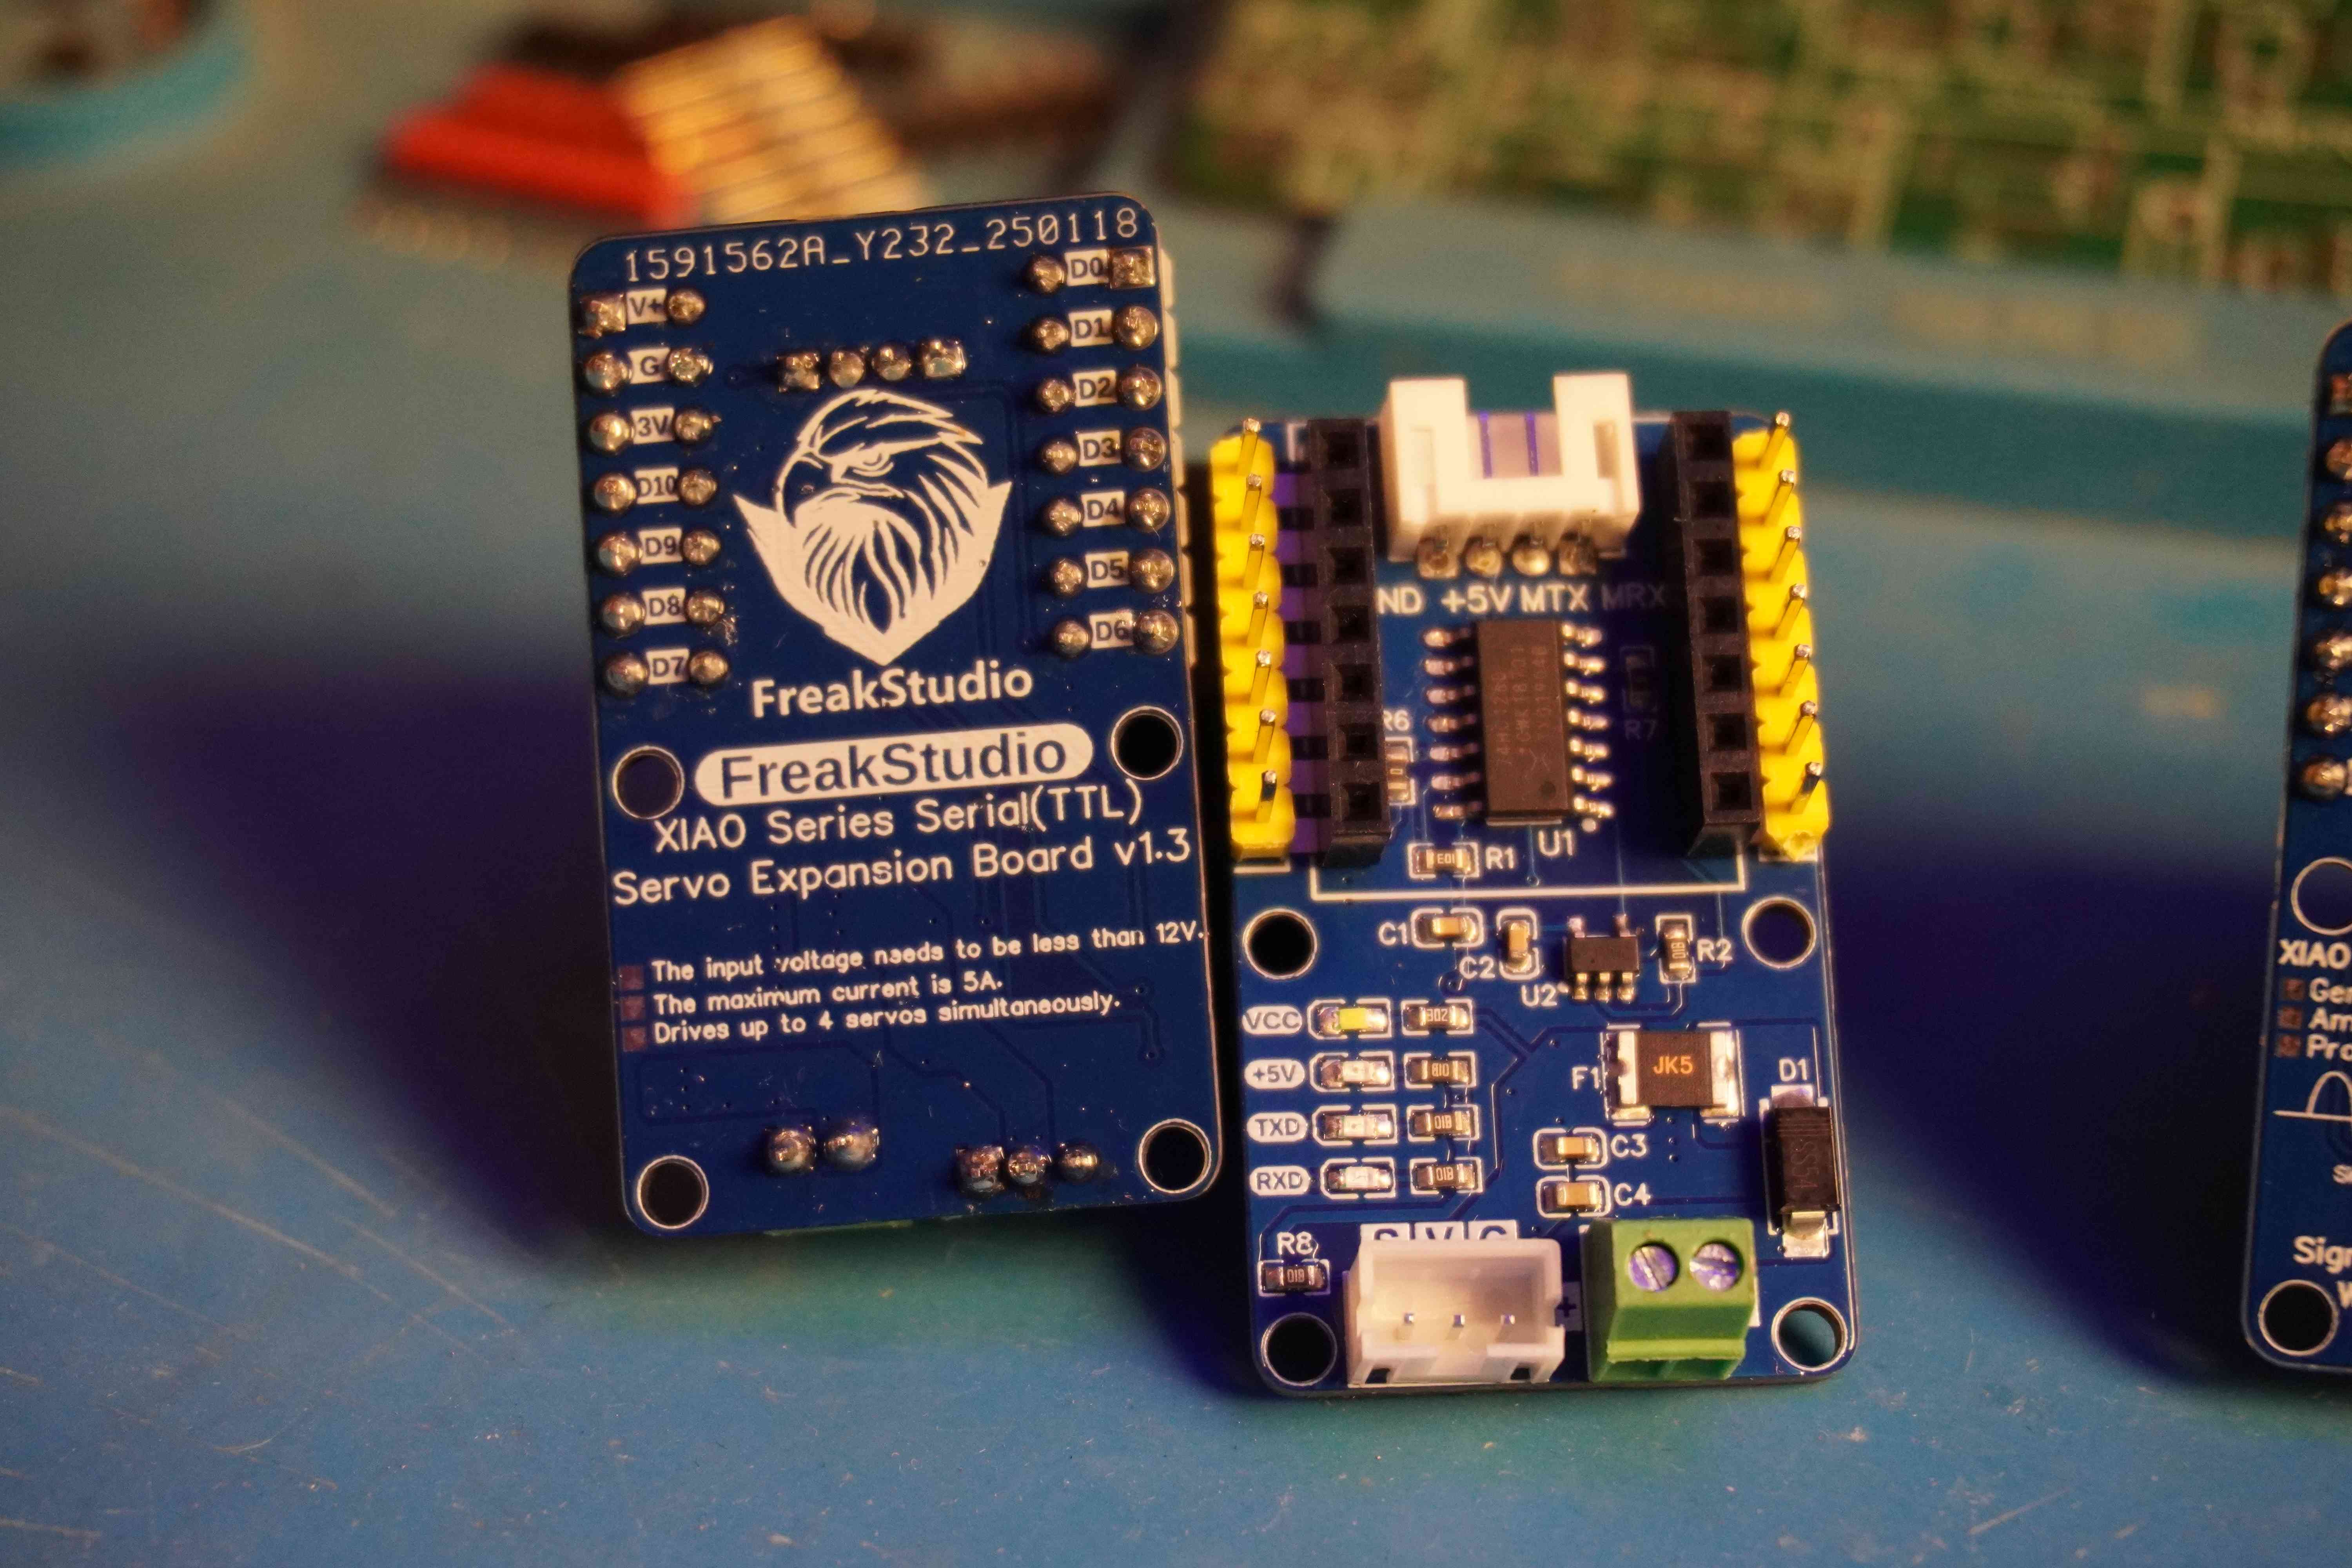 1591562A_Y232_250118
V+
G
3V
D10
D9
D8
D7
D0
D1
D2
D3
D4
D5
D6
FreakStudio
FreakStudio
XIAO Series Serial(TTL)
Servo Expansion Board v1.3
The input voltage needs to be less than 12V.
The maximum current is 5A.
Drives up to 4 servos simultaneously.
ND +5V MTX MRX
R6
R7
U1
R1
C1
C2
U2
R2
VCC
+5V
TXD
RXD
F1
JK5
D1
C3
C4
R8
S V G
+
XIAO